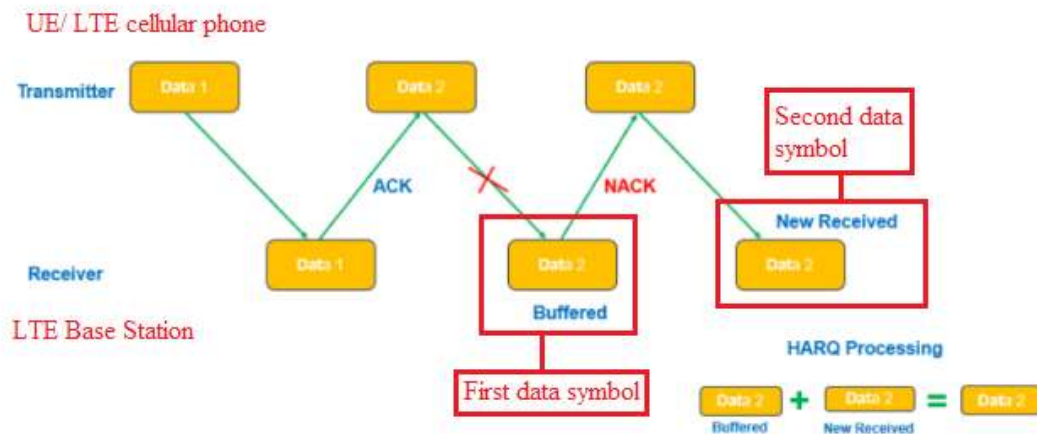 UE/ LTE cellular phone
Transmitter
Data 1
Data 2
Data 2
Second data
symbol
ACK
NACK
New Received
Receiver
Data 1
Data 2
Data 2
Buffered
LTE Base Station
HARQ Processing
First data symbol
Data 2 + Data 2 = Data 2
Buffered
New Received